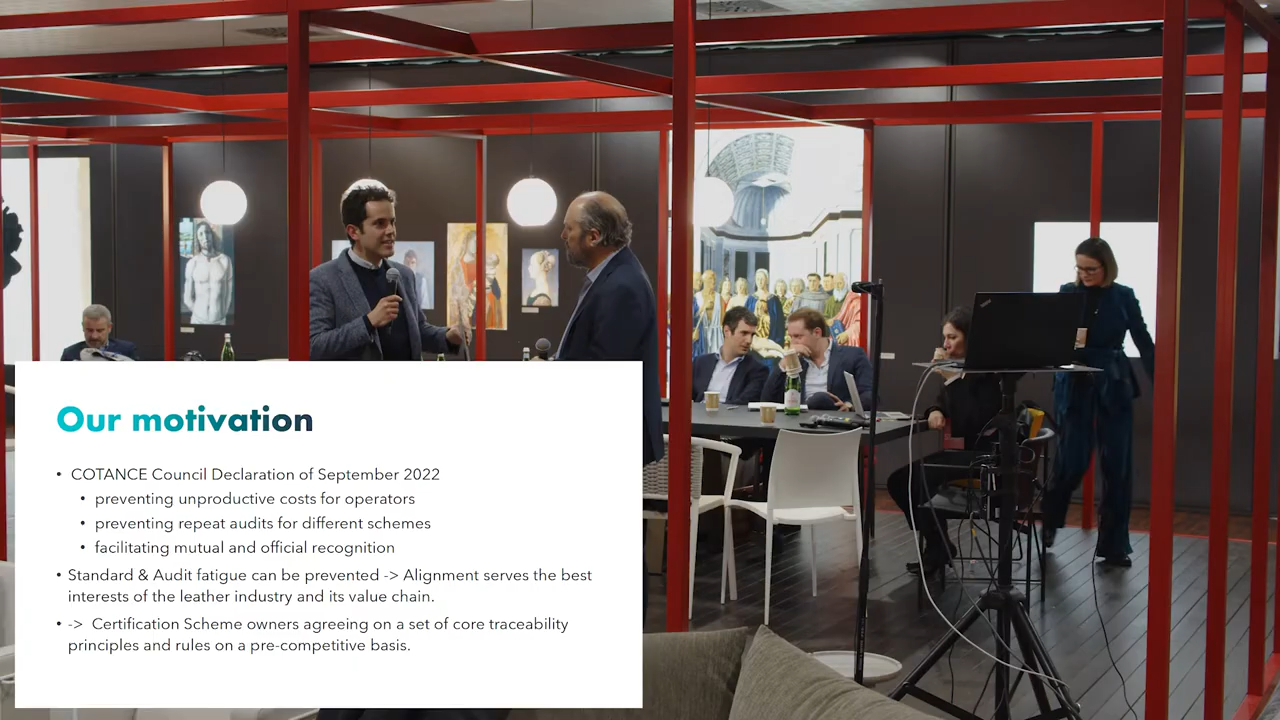 Our motivation
• COTANCE Council Declaration of September 2022
• preventing unproductive costs for operators
• preventing repeat audits for different schemes
• facilitating mutual and official recognition
• Standard & Audit fatigue can be prevented -> Alignment serves the best
interests of the leather industry and its value chain.
• -> Certification Scheme owners agreeing on a set of core traceability
principles and rules on a pre-competitive basis.
ThinkPad